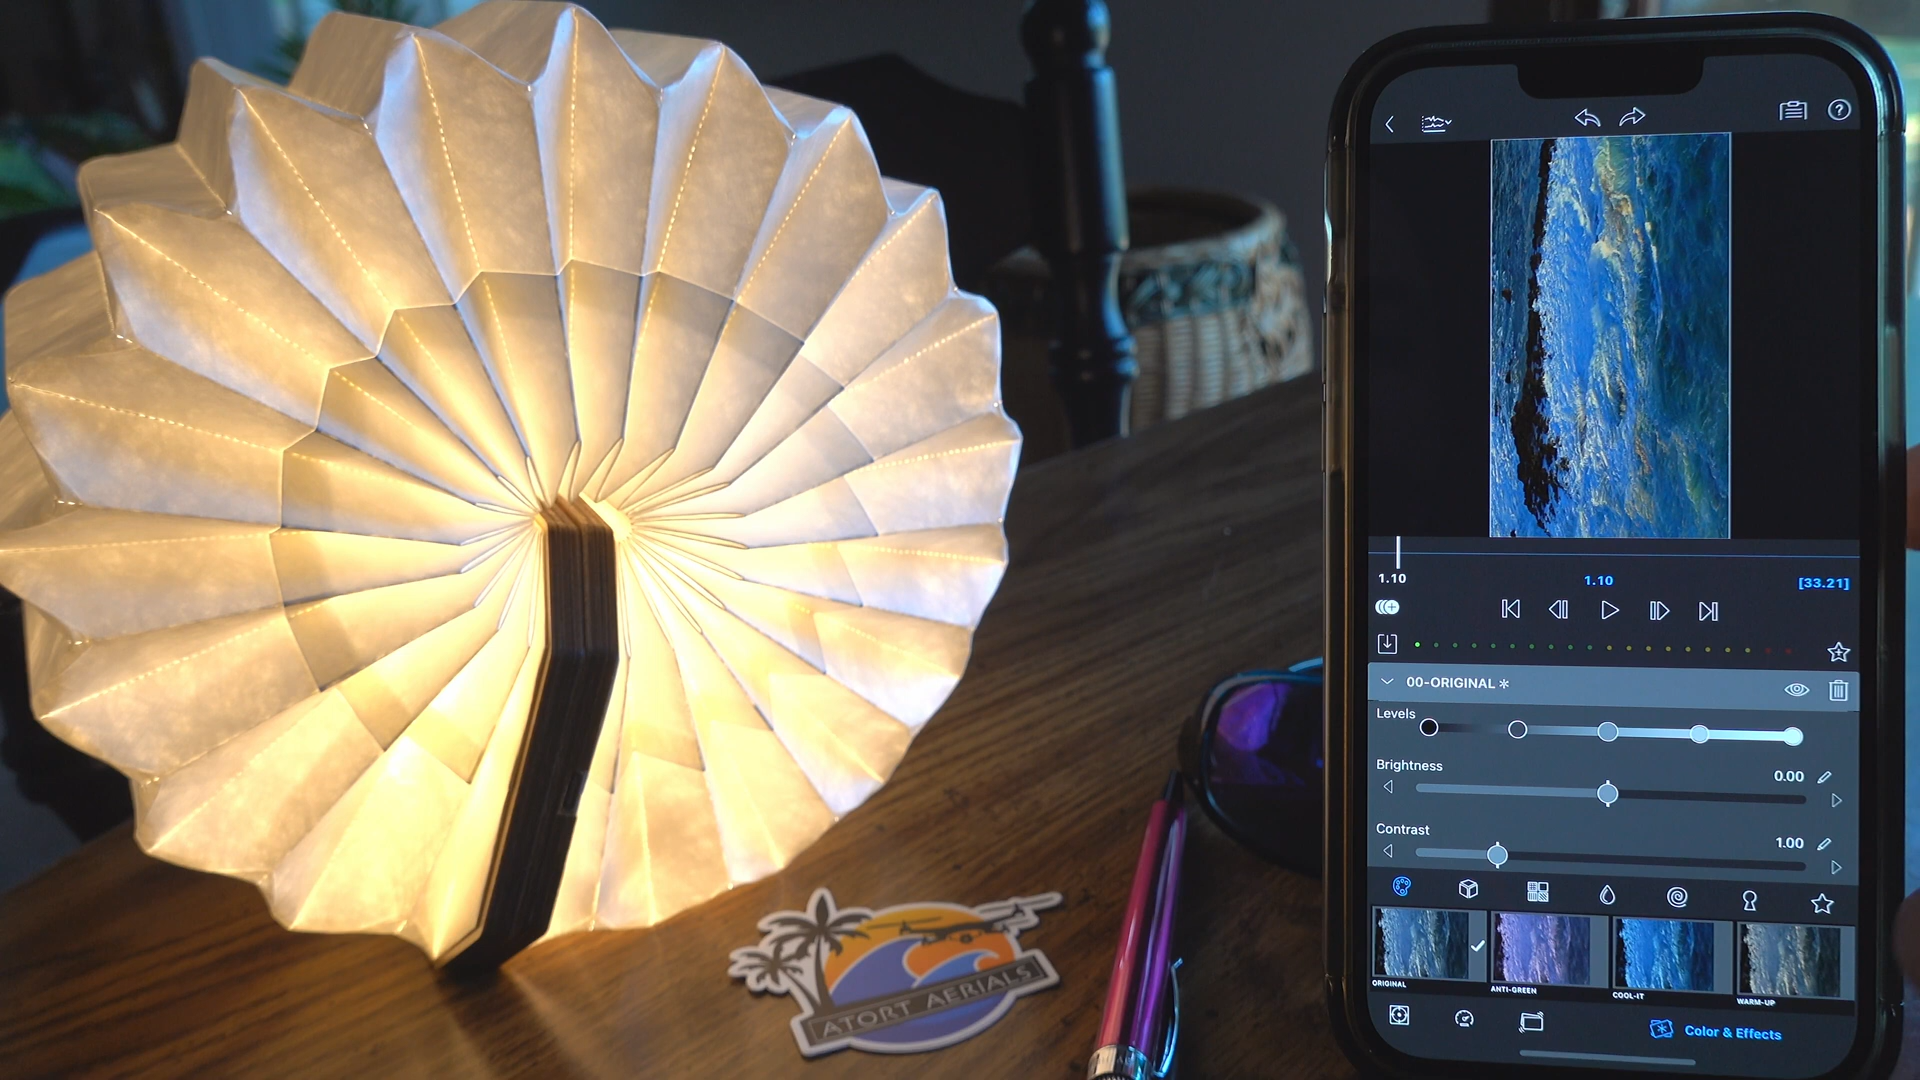 1.10
1.10
[33.21]
00-ORIGINAL
Levels
Brightness
0.00
Contrast
1.00
ORIGINAL
ANTI-GREEN
COOL-IT
WARM-UP
Color & Effects
ATORT AERIALS